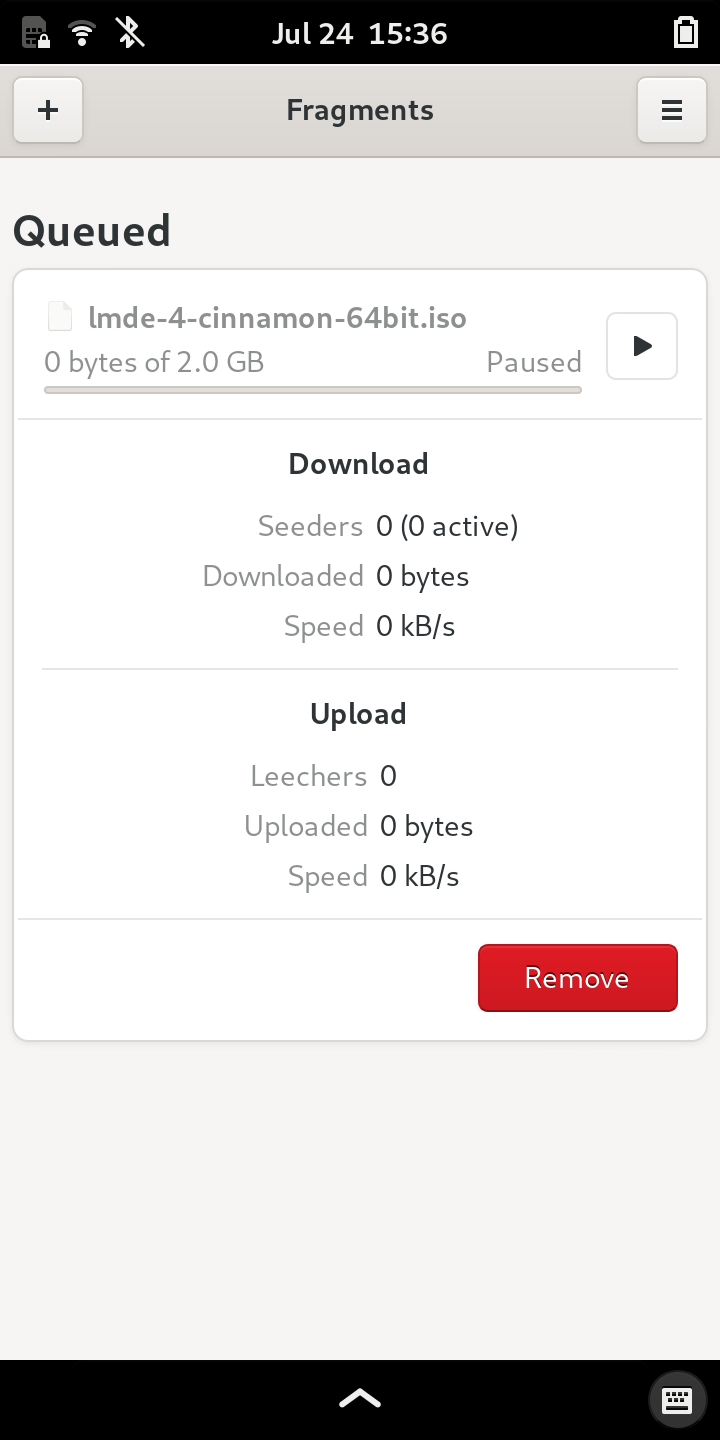 Jul 24 15:36
Fragments
Queued
lmde-4-cinnamon-64bit.iso
0 bytes of 2.0 GB Paused
Download
Seeders 0 (0 active)
Downloaded 0 bytes
Speed 0 kB/s
Upload
Leechers 0
Uploaded 0 bytes
Speed 0 kB/s
Remove